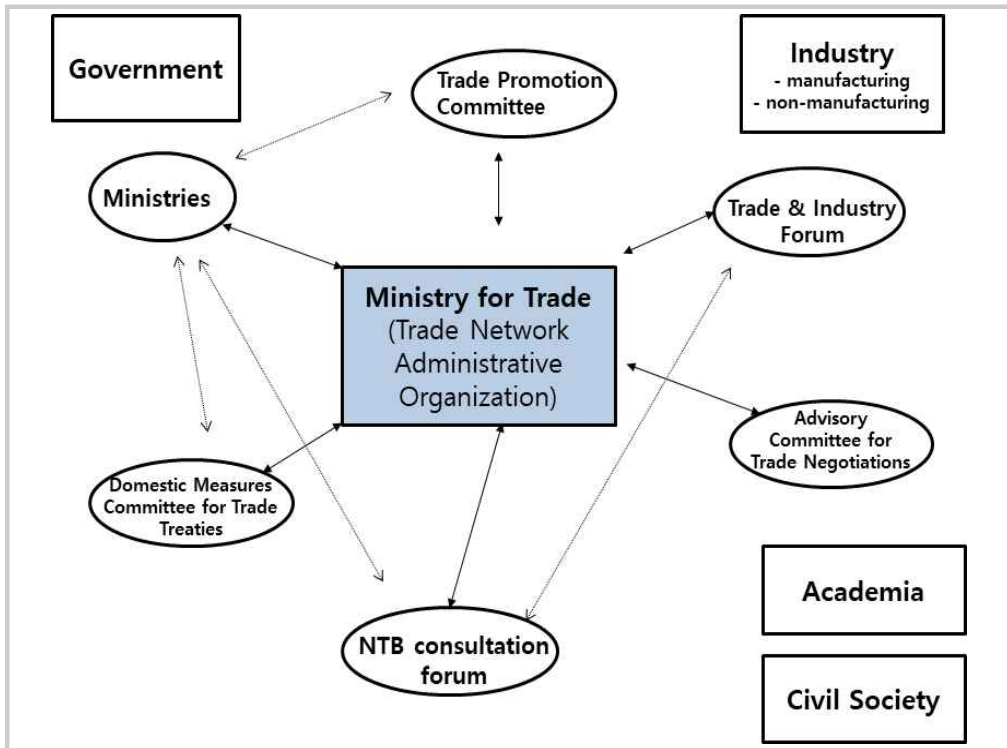 Government
Trade Promotion
Committee
Industry
- manufacturing
- non-manufacturing
Ministries
Trade & Industry
Forum
Ministry for Trade
(Trade Network
Administrative
Organization)
Advisory
Committee for
Trade Negotiations
Domestic Measures
Committee for Trade
Treaties
NTB consultation
forum
Academia
Civil Society